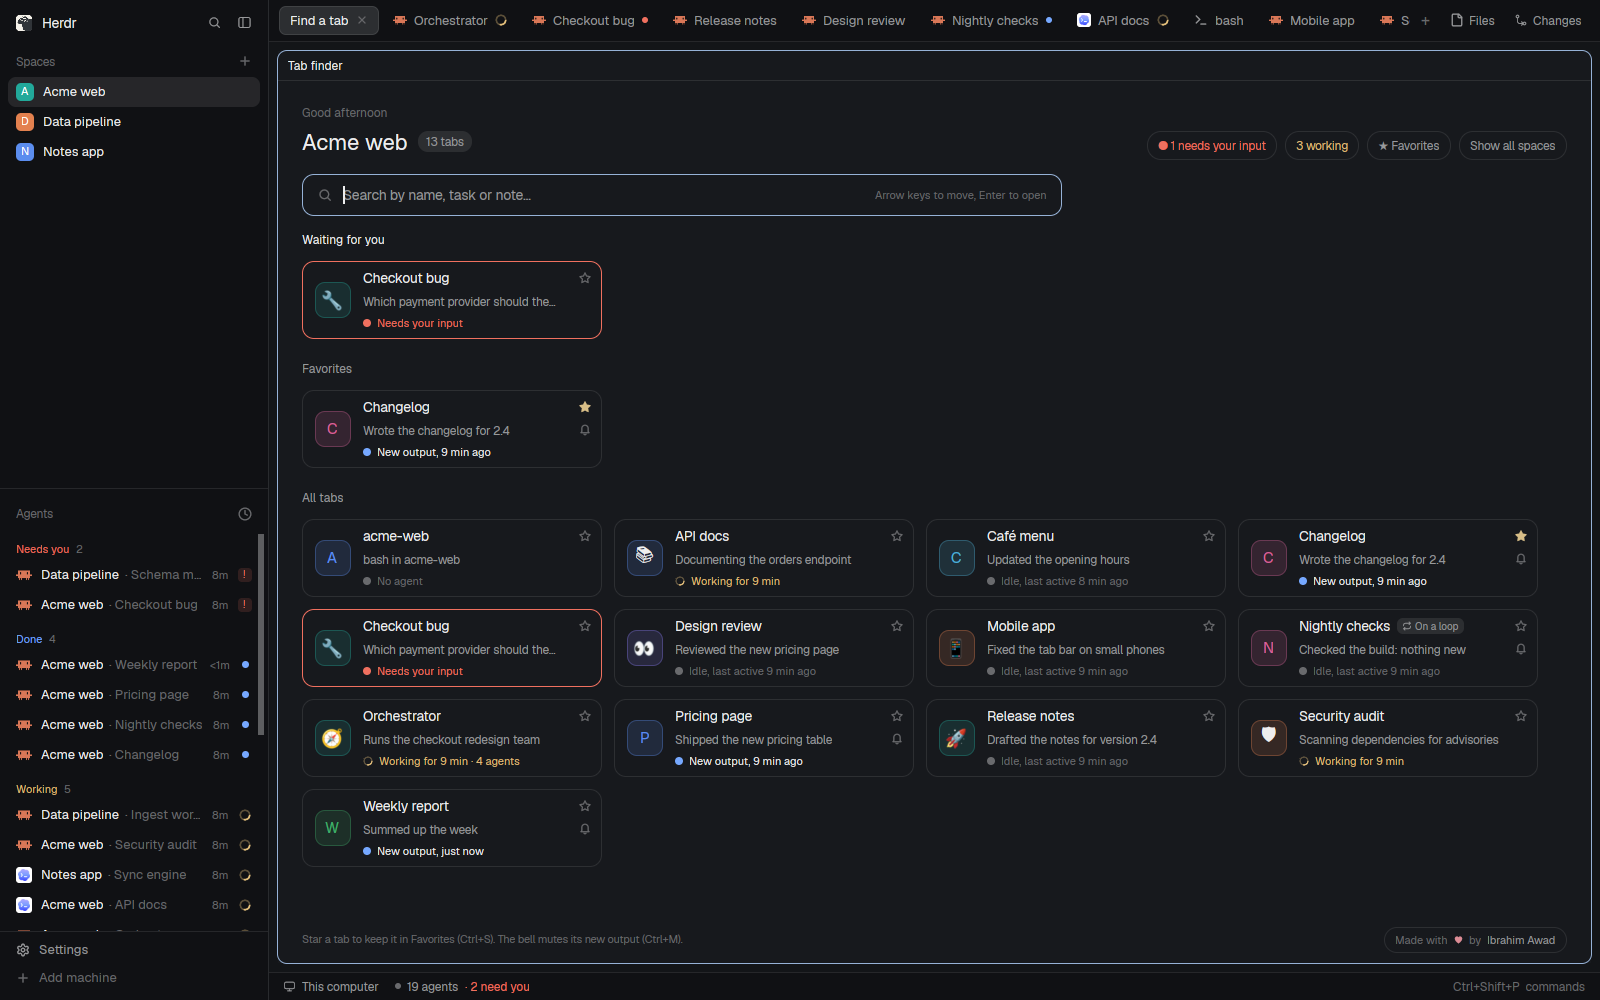 Herdr
Spaces
A Acme web
D Data pipeline
N Notes app
Agents
Needs you 2
Data pipeline · Schema m... 8m !
Acme web · Checkout bug 8m !
Done 4
Acme web · Weekly report <1m
Acme web · Pricing page 8m
Acme web · Nightly checks 8m
Acme web · Changelog 8m
Working 5
Data pipeline · Ingest wor... 8m
Acme web · Security audit 8m
Notes app · Sync engine 8m
Acme web · API docs 8m
Settings
Add machine
Find a tab
Orchestrator
Checkout bug
Release notes
Design review
Nightly checks
API docs
bash
Mobile app
S
Files
Changes
Tab finder
Good afternoon
Acme web 13 tabs
1 needs your input
3 working
★ Favorites
Show all spaces
Search by name, task or note...
Arrow keys to move, Enter to open
Waiting for you
Checkout bug
Which payment provider should the...
Needs your input
Favorites
C
Changelog
Wrote the changelog for 2.4
New output, 9 min ago
All tabs
A
acme-web
bash in acme-web
No agent
API docs
Documenting the orders endpoint
Working for 9 min
C
Café menu
Updated the opening hours
Idle, last active 8 min ago
C
Changelog
Wrote the changelog for 2.4
New output, 9 min ago
Checkout bug
Which payment provider should the...
Needs your input
Design review
Reviewed the new pricing page
Idle, last active 9 min ago
Mobile app
Fixed the tab bar on small phones
Idle, last active 9 min ago
N
Nightly checks On a loop
Checked the build: nothing new
Idle, last active 9 min ago
Orchestrator
Runs the checkout redesign team
Working for 9 min · 4 agents
P
Pricing page
Shipped the new pricing table
New output, 9 min ago
Release notes
Drafted the notes for version 2.4
Idle, last active 9 min ago
Security audit
Scanning dependencies for advisories
Working for 9 min
W
Weekly report
Summed up the week
New output, just now
Star a tab to keep it in Favorites (Ctrl+S). The bell mutes its new output (Ctrl+M).
Made with ♥ by Ibrahim Awad
This computer
19 agents · 2 need you
Ctrl+Shift+P commands